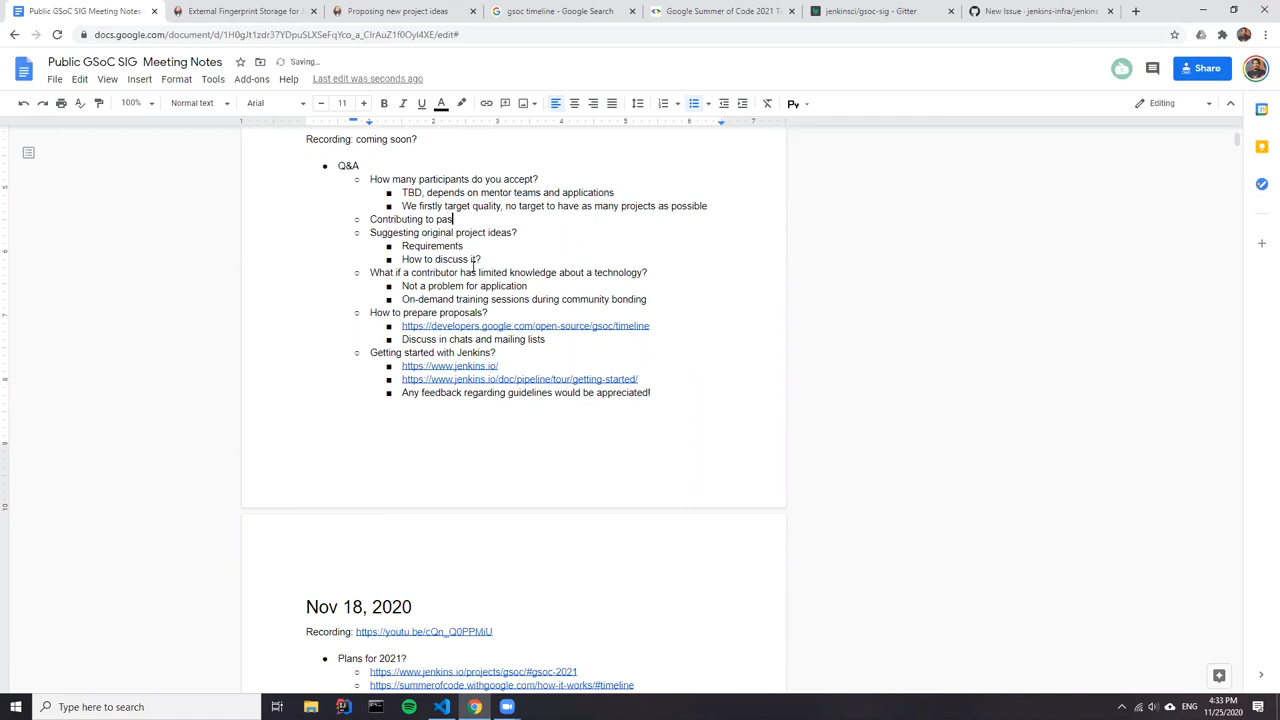 Public GSoC SIG Meeting Notes
External Fingerprint Storage for
Proposing new project ideas
gsoc timeline - Google Search
Google Summer of Code 2021 Ti
jenkinsci/gsoc-sig - Gitter
New Issue · jenkins-infra/jenkins
Public GSoC SIG  Meeting Notes
Saving...
File Edit View Insert Format Tools Add-ons Help Last edit was seconds ago
Share
100% Normal text Arial 11 Editing
Recording: coming soon?
Q&A
How many participants do you accept?
TBD, depends on mentor teams and applications
We firstly target quality, no target to have as many projects as possible
Contributing to pas
Suggesting original project ideas?
Requirements
How to discuss it?
What if a contributor has limited knowledge about a technology?
Not a problem for application
On-demand training sessions during community bonding
How to prepare proposals?
https://developers.google.com/open-source/gsoc/timeline
Discuss in chats and mailing lists
Getting started with Jenkins?
https://www.jenkins.io/
https://www.jenkins.io/doc/pipeline/tour/getting-started/
Any feedback regarding guidelines would be appreciated!
Nov 18, 2020
Recording: https://youtu.be/cQn_Q0PPMiU
Plans for 2021?
https://www.jenkins.io/projects/gsoc/#gsoc-2021
https://summerofcode.withgoogle.com/how-it-works/#timeline
Type here to search
ENG
4:33 PM
11/25/2020